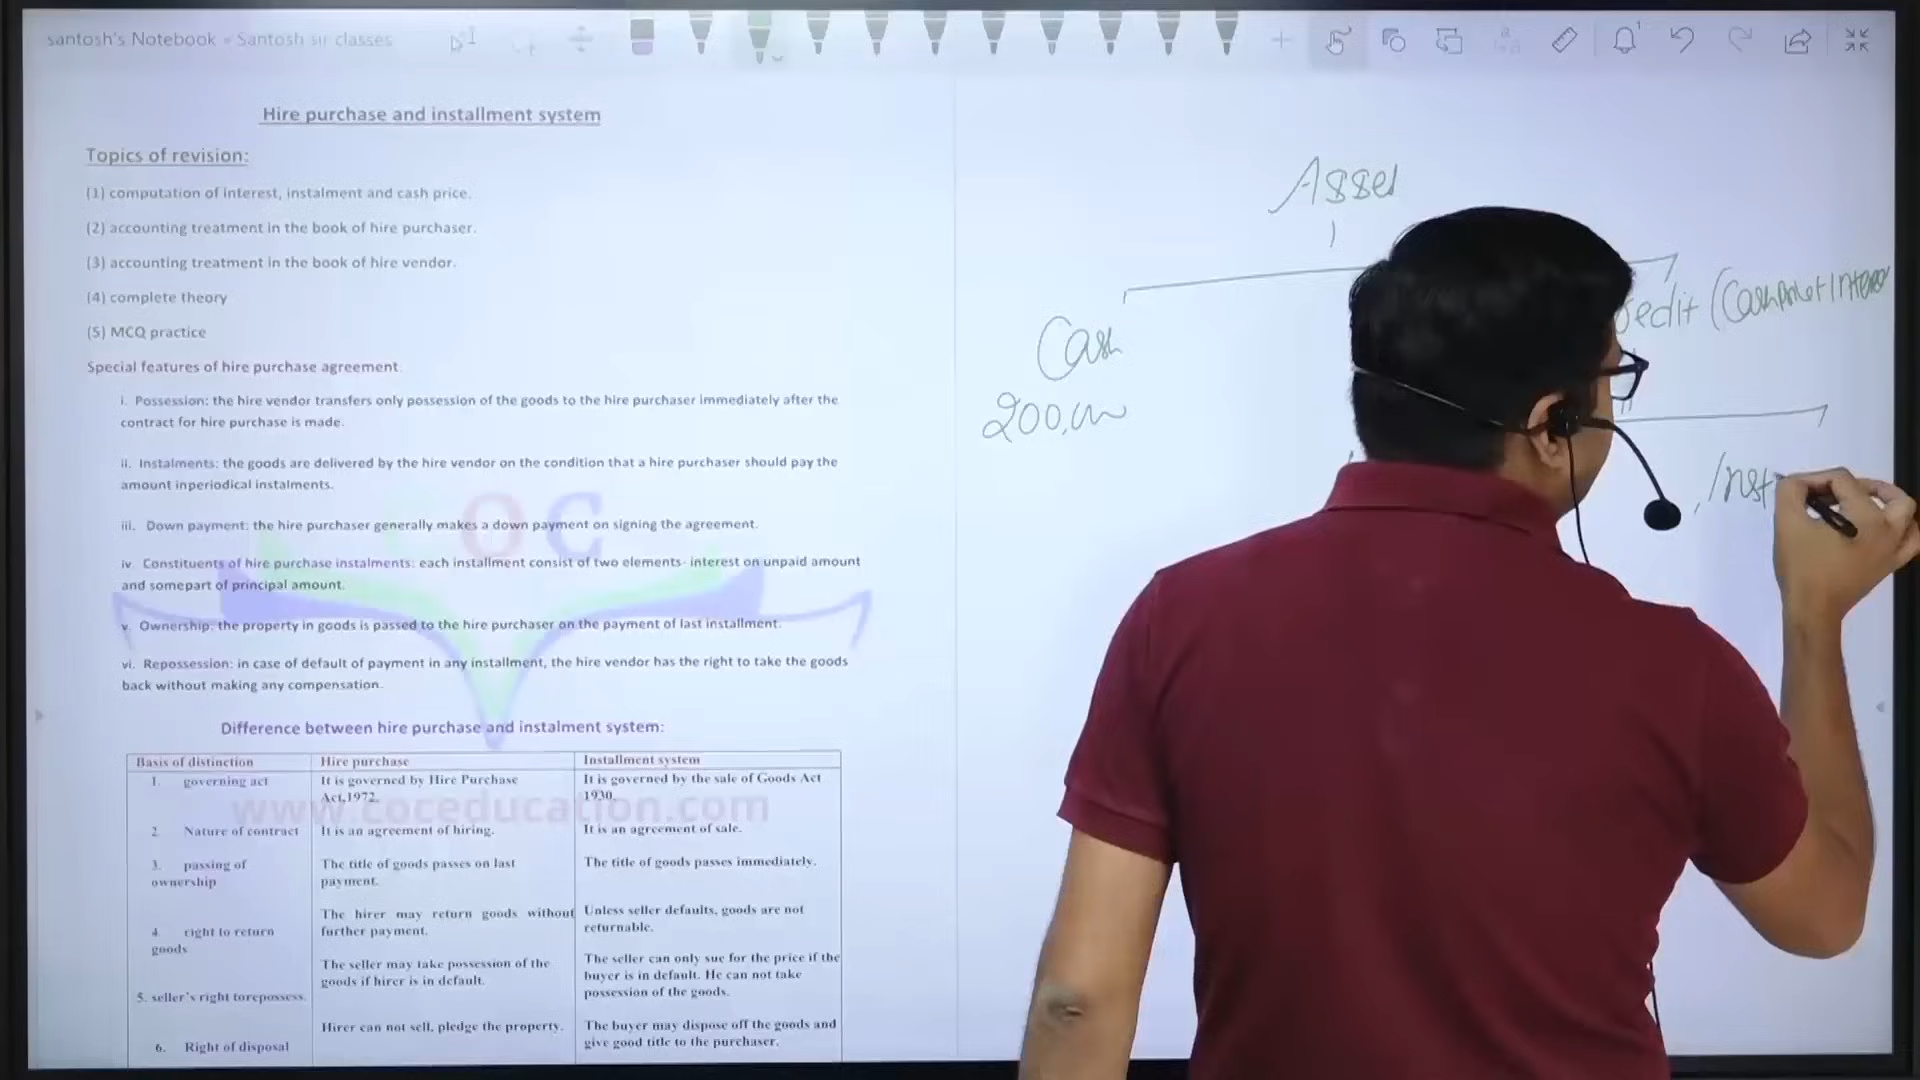 santosh's Notebook - Santosh sir classes
Hire purchase and installment system
Topics of revision:
(1) computation of interest, instalment and cash price.
(2) accounting treatment in the book of hire purchaser.
(3) accounting treatment in the book of hire vendor.
(4) complete theory
(5) MCQ practice
Special features of hire purchase agreement
i. Possession: the hire vendor transfers only possession of the goods to the hire purchaser immediately after the
contract for hire purchase is made.
ii. Instalments: the goods are delivered by the hire vendor on the condition that a hire purchaser should pay the
amount inperiodical instalments.
iii. Down payment: the hire purchaser generally makes a down payment on signing the agreement.
iv. Constituents of hire purchase instalments: each installment consist of two elements- interest on unpaid amount
and somepart of principal amount.
v. Ownership: the property in goods is passed to the hire purchaser on the payment of last installment.
vi. Repossession: in case of default of payment in any installment, the hire vendor has the right to take the goods
back without making any compensation.
OC
Difference between hire purchase and instalment system:
Basis of distinction Hire purchase Installment system
1. governing act It is governed by Hire Purchase It is governed by the sale of Goods Act
Act,1972. 1930.
www.coceducation.com
2 Nature of contract It is an agreement of hiring. It is an agreement of sale.
3. passing of The title of goods passes on last The title of goods passes immediately.
ownership payment.
4 right to return The hirer may return goods without Unless seller defaults, goods are not
goods further payment. returnable.
5. seller's right torepossess. The seller may take possession of the The seller can only sue for the price if the
goods if hirer is in default. buyer is in default. He can not take
possession of the goods.
6. Right of disposal Hirer can not sell, pledge the property. The buyer may dispose off the goods and
give good title to the purchaser.
Asset
Cash
200,000
redit (Cash
Inst